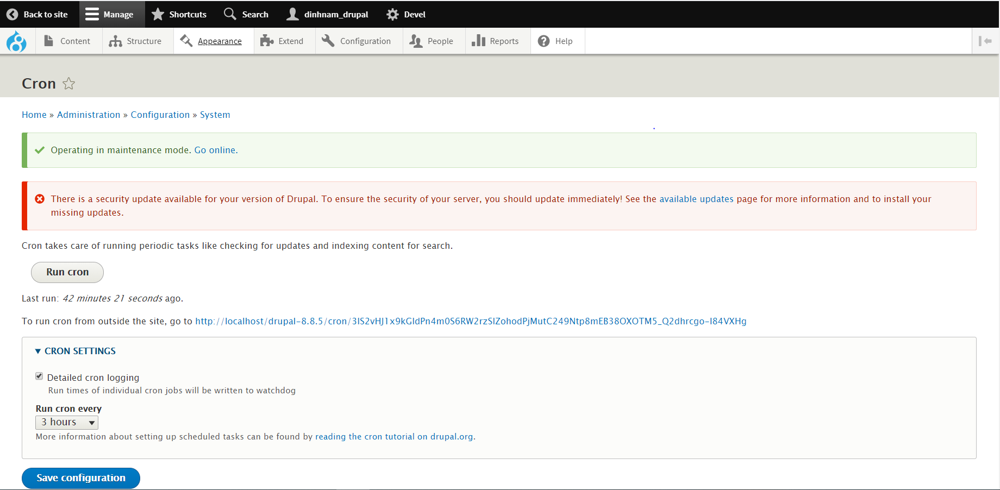 Back to site Manage Shortcuts Search dinhnam_drupal Devel
Content Structure Appearance Extend Configuration People Reports Help
Cron
Home » Administration » Configuration » System
Operating in maintenance mode. Go online.
There is a security update available for your version of Drupal. To ensure the security of your server, you should update immediately! See the available updates page for more information and to install your
missing updates.
Cron takes care of running periodic tasks like checking for updates and indexing content for search.
Run cron
Last run: 42 minutes 21 seconds ago.
To run cron from outside the site, go to http://localhost/drupal-8.8.5/cron/3IS2vHJ1x9kGldPn4m0S6RW2rzSIZohodPjMutC249Ntp8mEB38OXOTM5_Q2dhrcgo-I84VXHg
▼ CRON SETTINGS
Detailed cron logging
Run times of individual cron jobs will be written to watchdog
Run cron every
3 hours
More information about setting up scheduled tasks can be found by reading the cron tutorial on drupal.org.
Save configuration